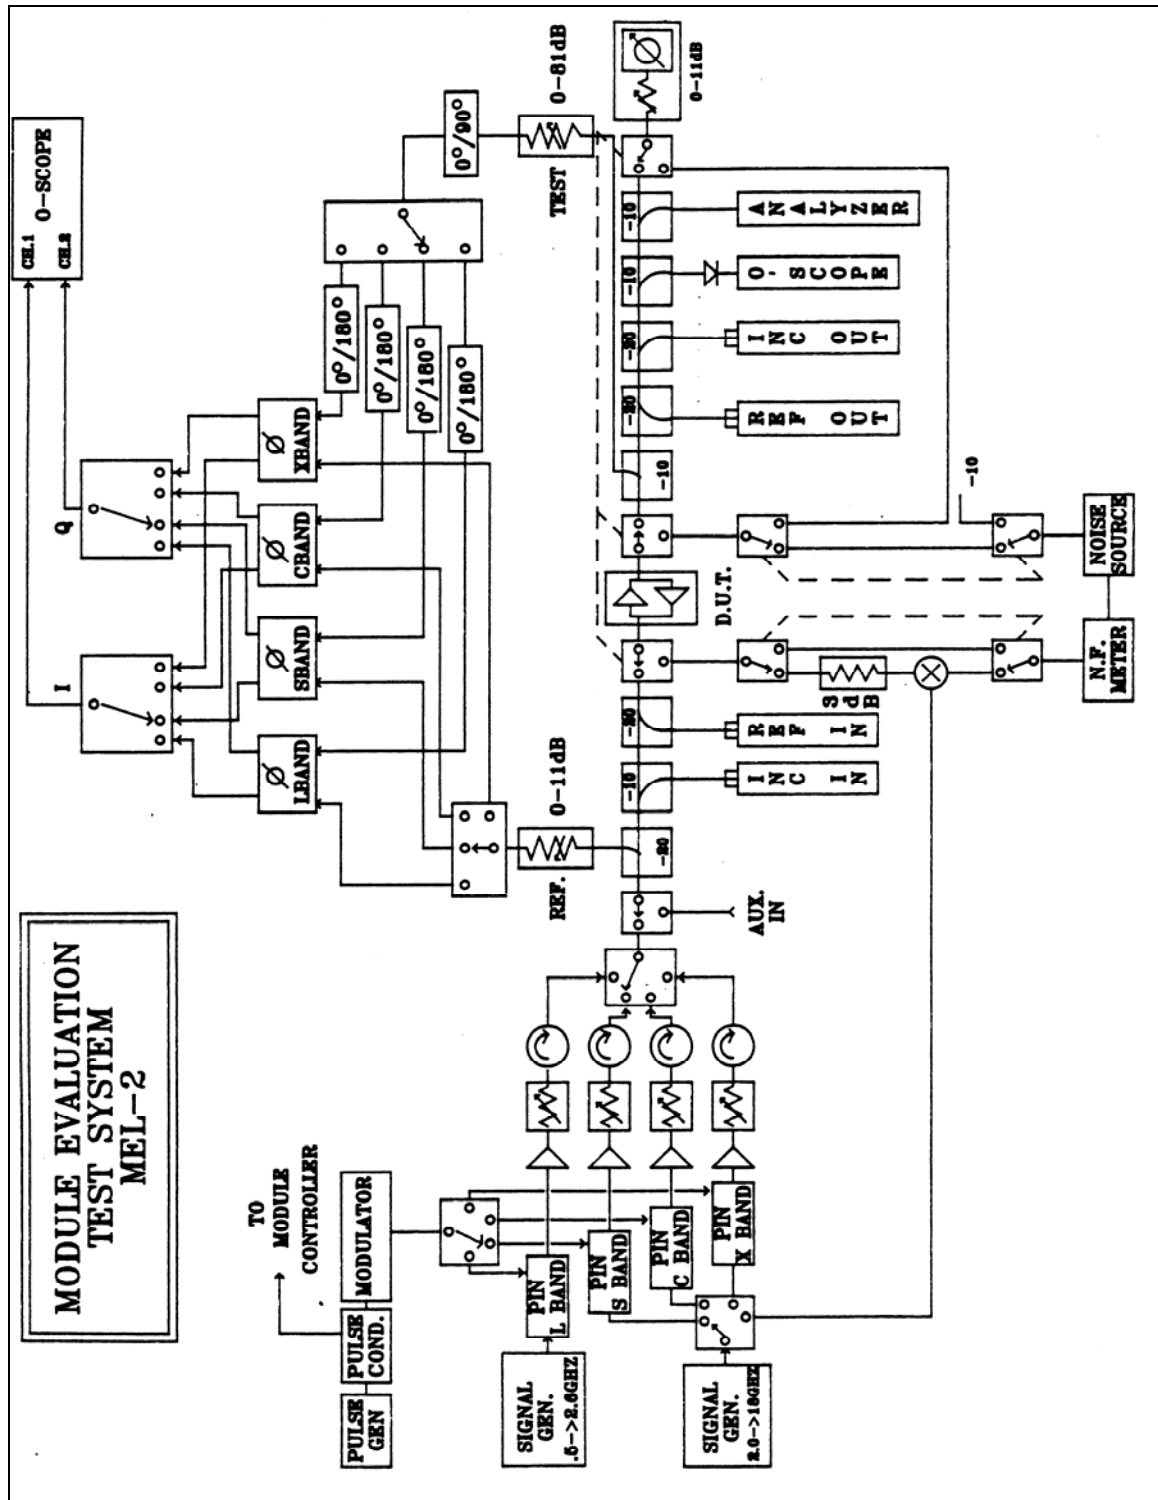 MODULE EVALUATION
TEST SYSTEM
MEL-2
CH.1
O-SCOPE
CH.2
I
Q
LBAND
SBAND
CBAND
XBAND
0°/180°
0°/180°
0°/180°
0°/180°
0°/90°
REF.
0-11dB
TEST
0-81dB
0-11dB
TO
MODULE
CONTROLLER
PULSE
GEN
PULSE
COND.
MODULATOR
SIGNAL
GEN.
.5->2.6GHZ
SIGNAL
GEN.
2.0->18GHZ
PIN
L BAND
PIN
S BAND
PIN
C BAND
PIN
X BAND
AUX.
IN
-20
-10
-20
D.U.T.
-10
-20
-20
-10
-10
INC IN
REF IN
REF OUT
INC OUT
O-SCOPE
ANALYZER
3dB
-10
N.F.
METER
NOISE
SOURCE